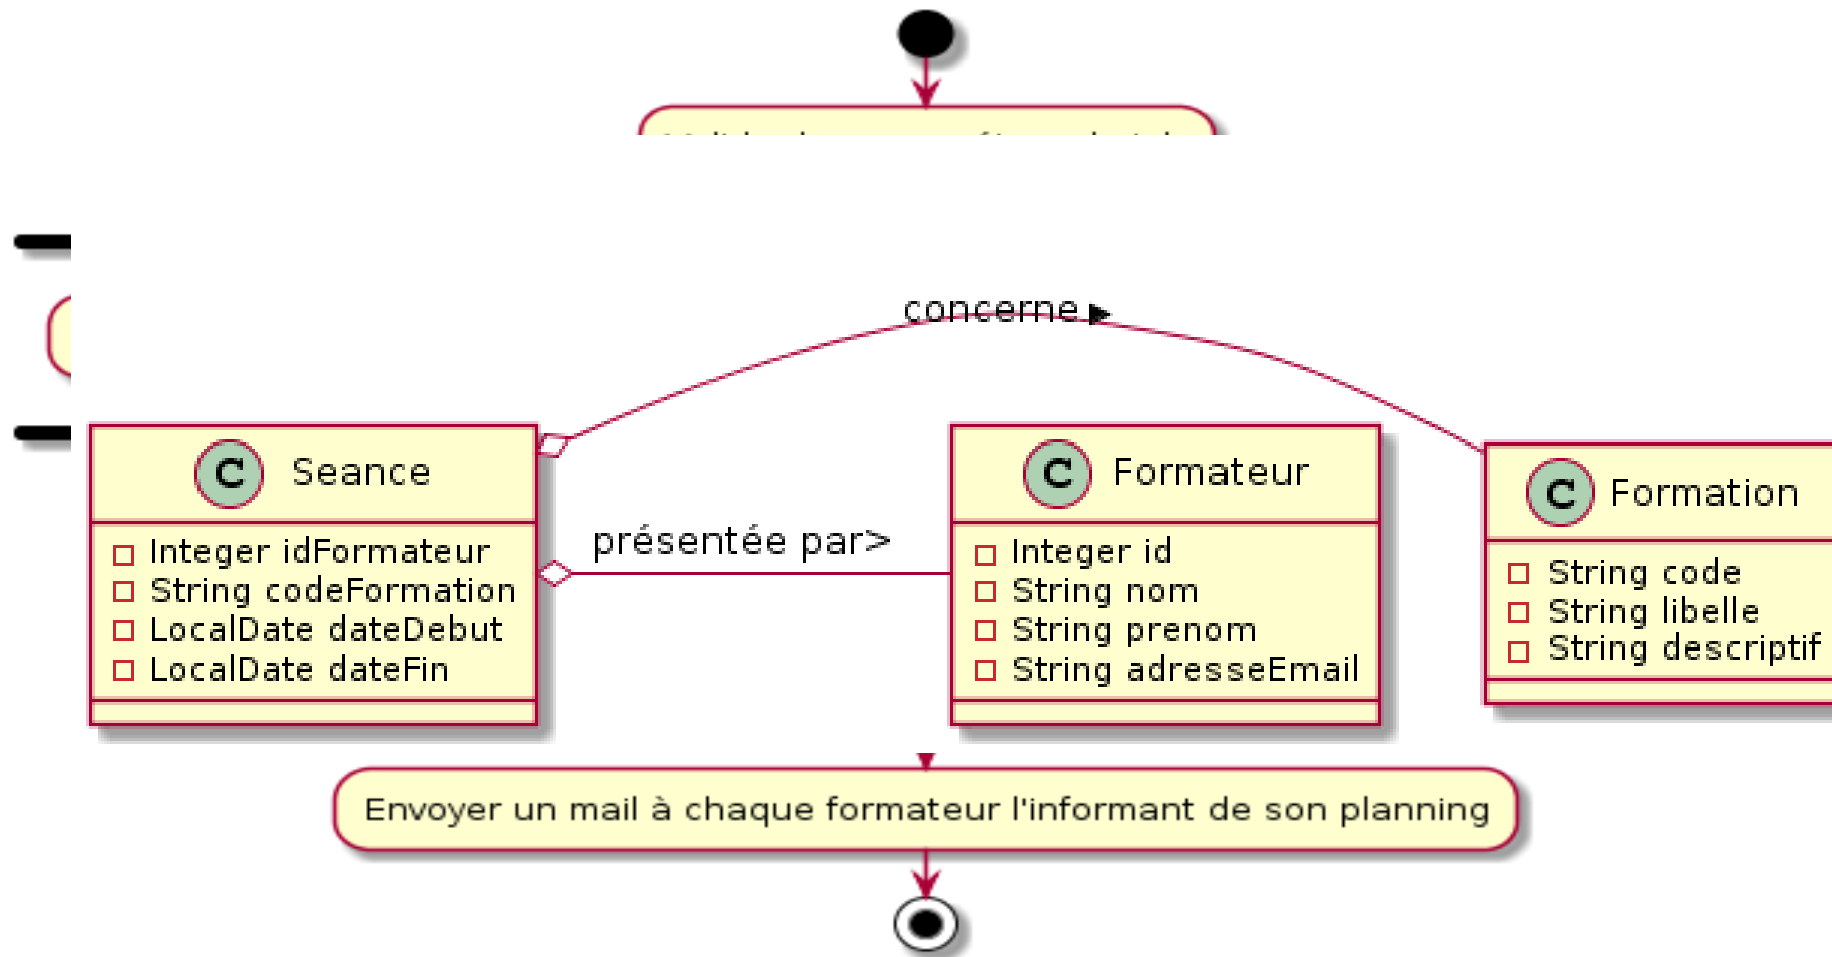 concerne ▶
C Seance
Integer idFormateur
String codeFormation
LocalDate dateDebut
LocalDate dateFin
présentée par>
C Formateur
Integer id
String nom
String prenom
String adresseEmail
C Formation
String code
String libelle
String descriptif
Envoyer un mail à chaque formateur l'informant de son planning